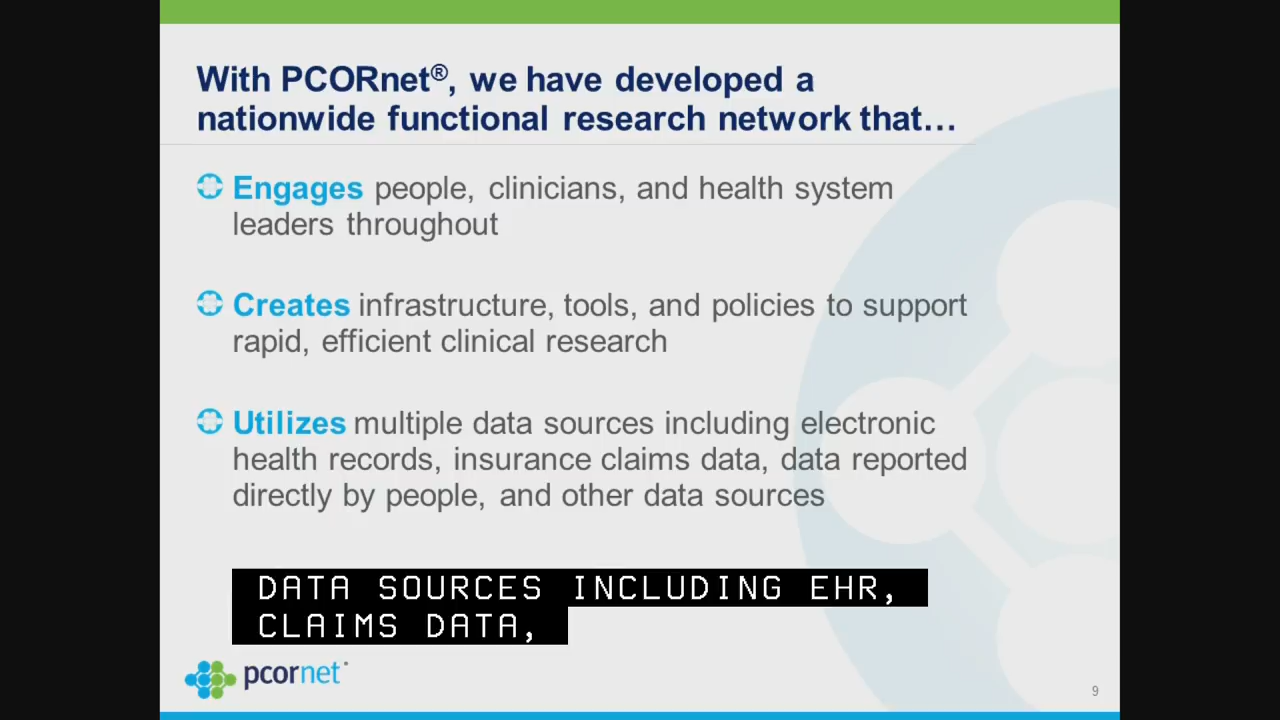 With PCORnet®, we have developed a
nationwide functional research network that…
Engages people, clinicians, and health system
leaders throughout
Creates infrastructure, tools, and policies to support
rapid, efficient clinical research
Utilizes multiple data sources including electronic
health records, insurance claims data, data reported
directly by people, and other data sources
DATA SOURCES INCLUDING EHR,
CLAIMS DATA,
pcornet
9